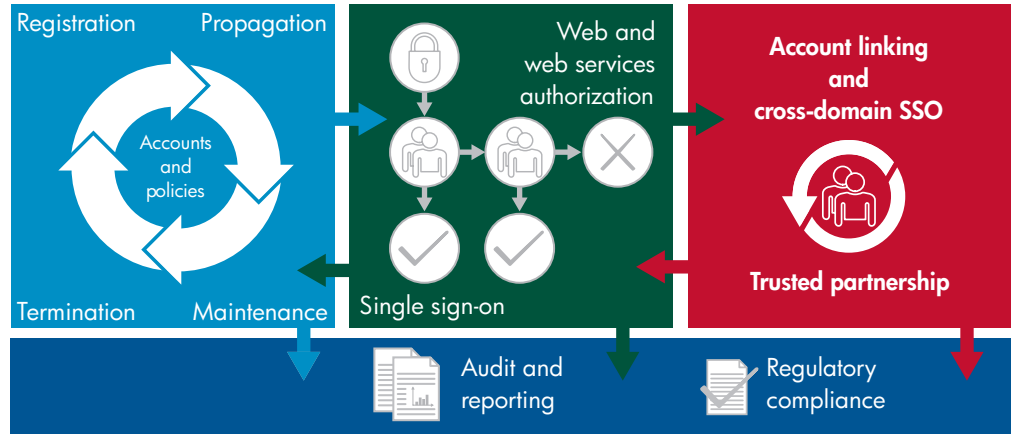 Registration
Propagation
Accounts
and
policies
Termination
Maintenance
Web and
web services
authorization
Single sign-on
Account linking
and
cross-domain SSO
Trusted partnership
Audit and
reporting
Regulatory
compliance